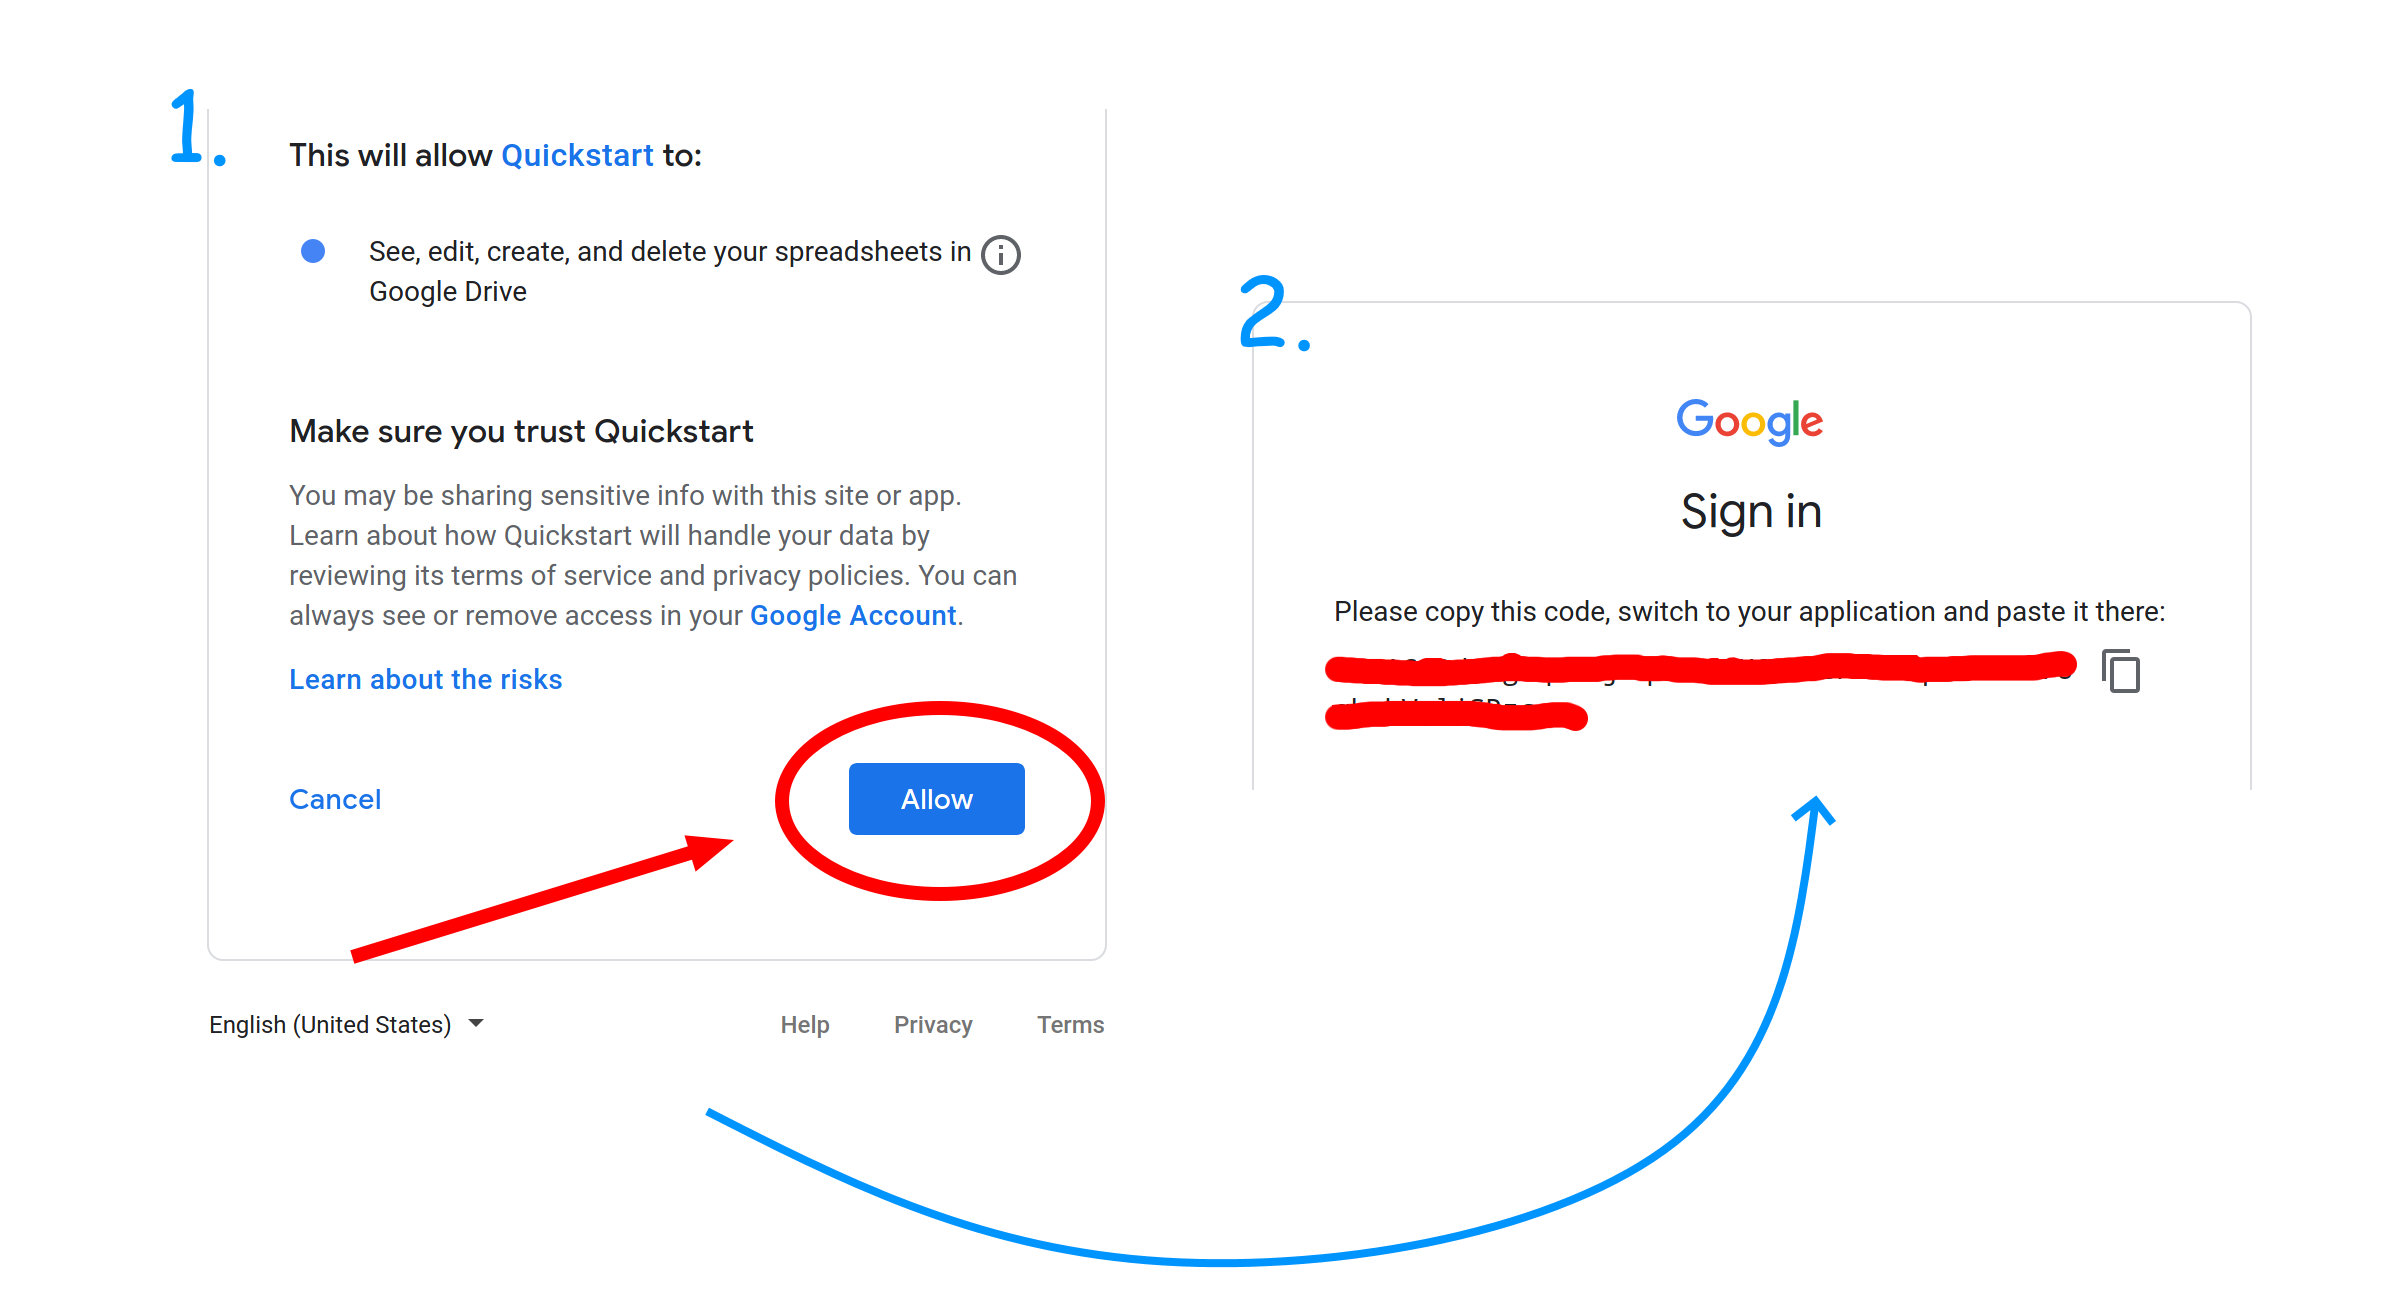 1.
This will allow Quickstart to:
See, edit, create, and delete your spreadsheets in
Google Drive
Make sure you trust Quickstart
You may be sharing sensitive info with this site or app.
Learn about how Quickstart will handle your data by
reviewing its terms of service and privacy policies. You can
always see or remove access in your Google Account.
Learn about the risks
Cancel
Allow
English (United States)
Help
Privacy
Terms
2.
Google
Sign in
Please copy this code, switch to your application and paste it there: